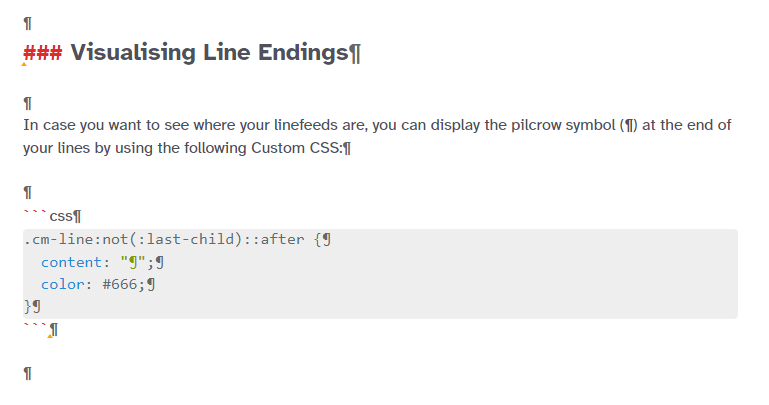 ¶
### Visualising Line Endings¶
¶
In case you want to see where your linefeeds are, you can display the pilcrow symbol (¶) at the end of
your lines by using the following Custom CSS:¶
¶
```css¶
.cm-line:not(:last-child)::after {¶
  content: "¶";¶
  color: #666;¶
}¶
```¶
¶